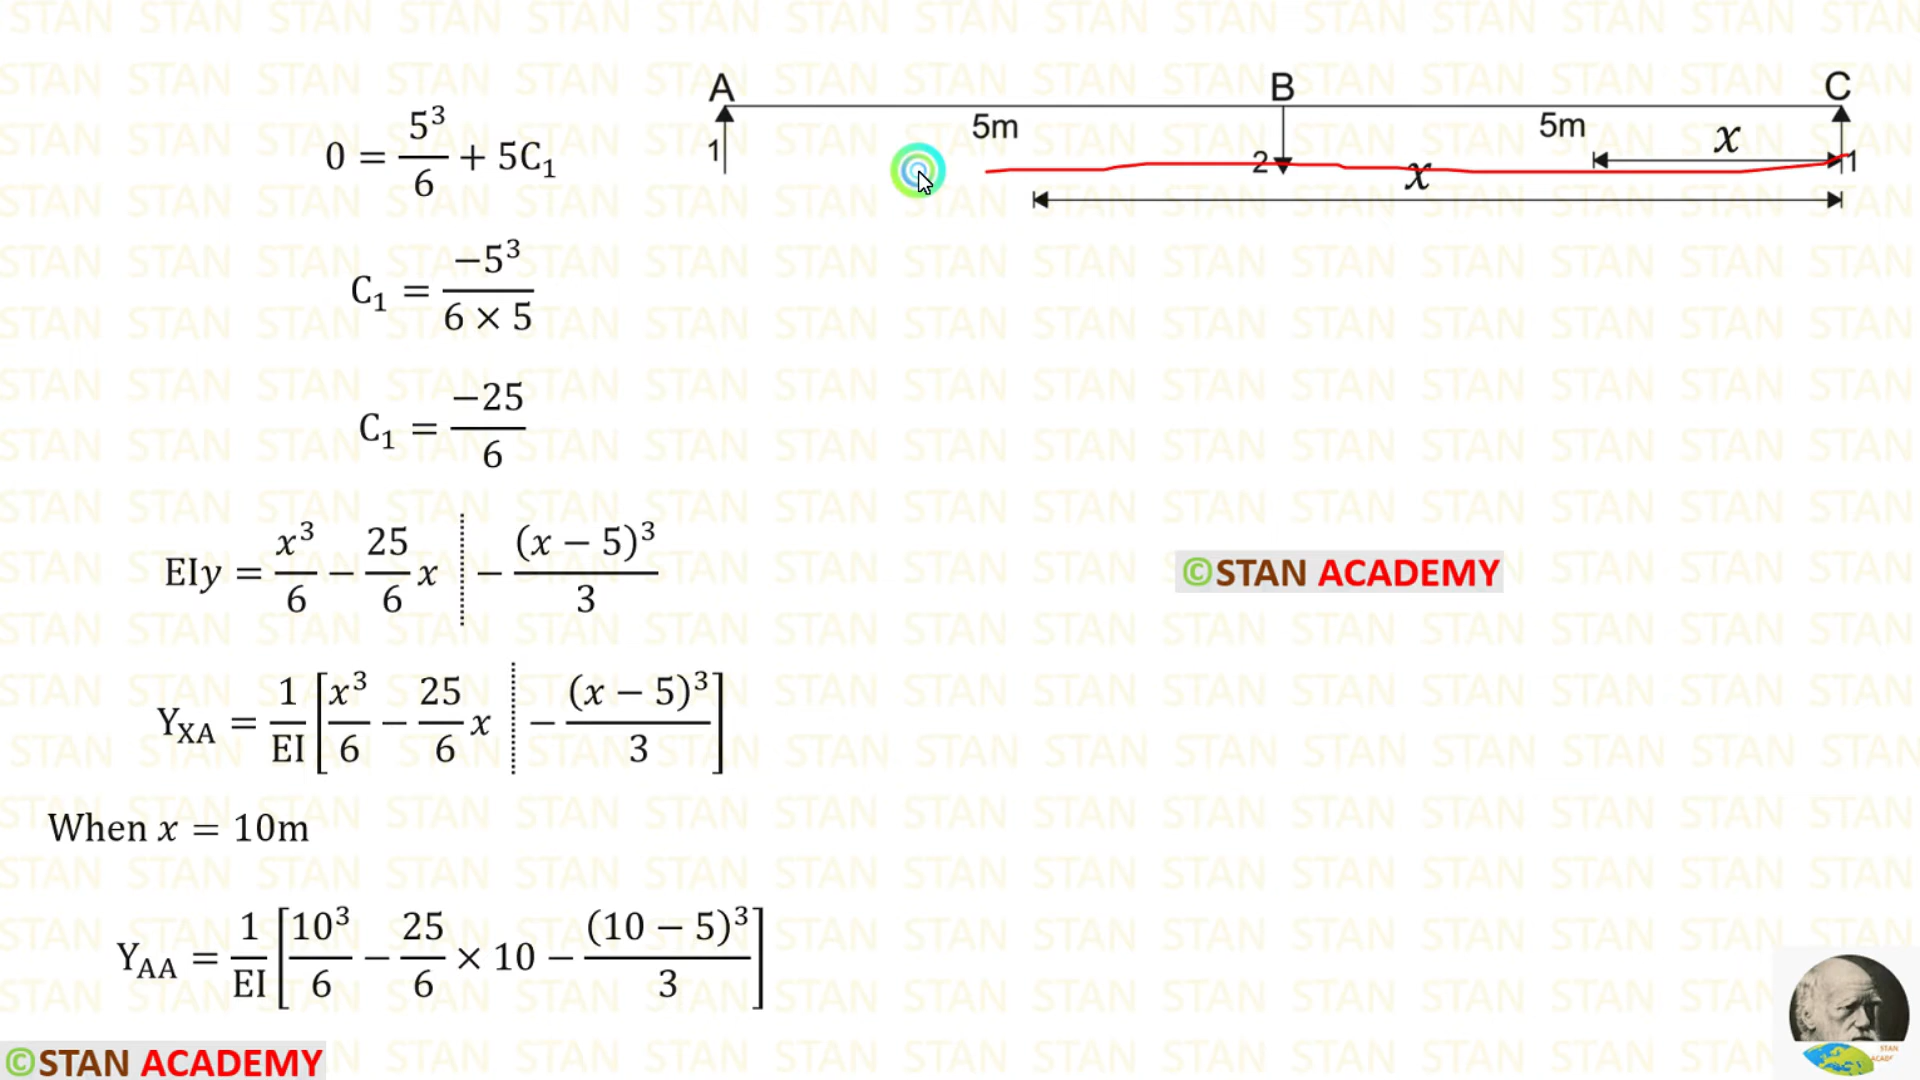 A B C
5m 5m x
1 2 x 1
0 = 5³/6 + 5C₁
C₁ = −5³/(6 × 5)
C₁ = −25/6
EIy = x³/6 − 25/6 x ┊ − (x − 5)³/3
Y_XA = 1/EI [x³/6 − 25/6 x ┊ − (x − 5)³/3]
When x = 10m
Y_AA = 1/EI [10³/6 − 25/6 × 10 − (10 − 5)³/3]
©STAN ACADEMY
©STAN ACADEMY